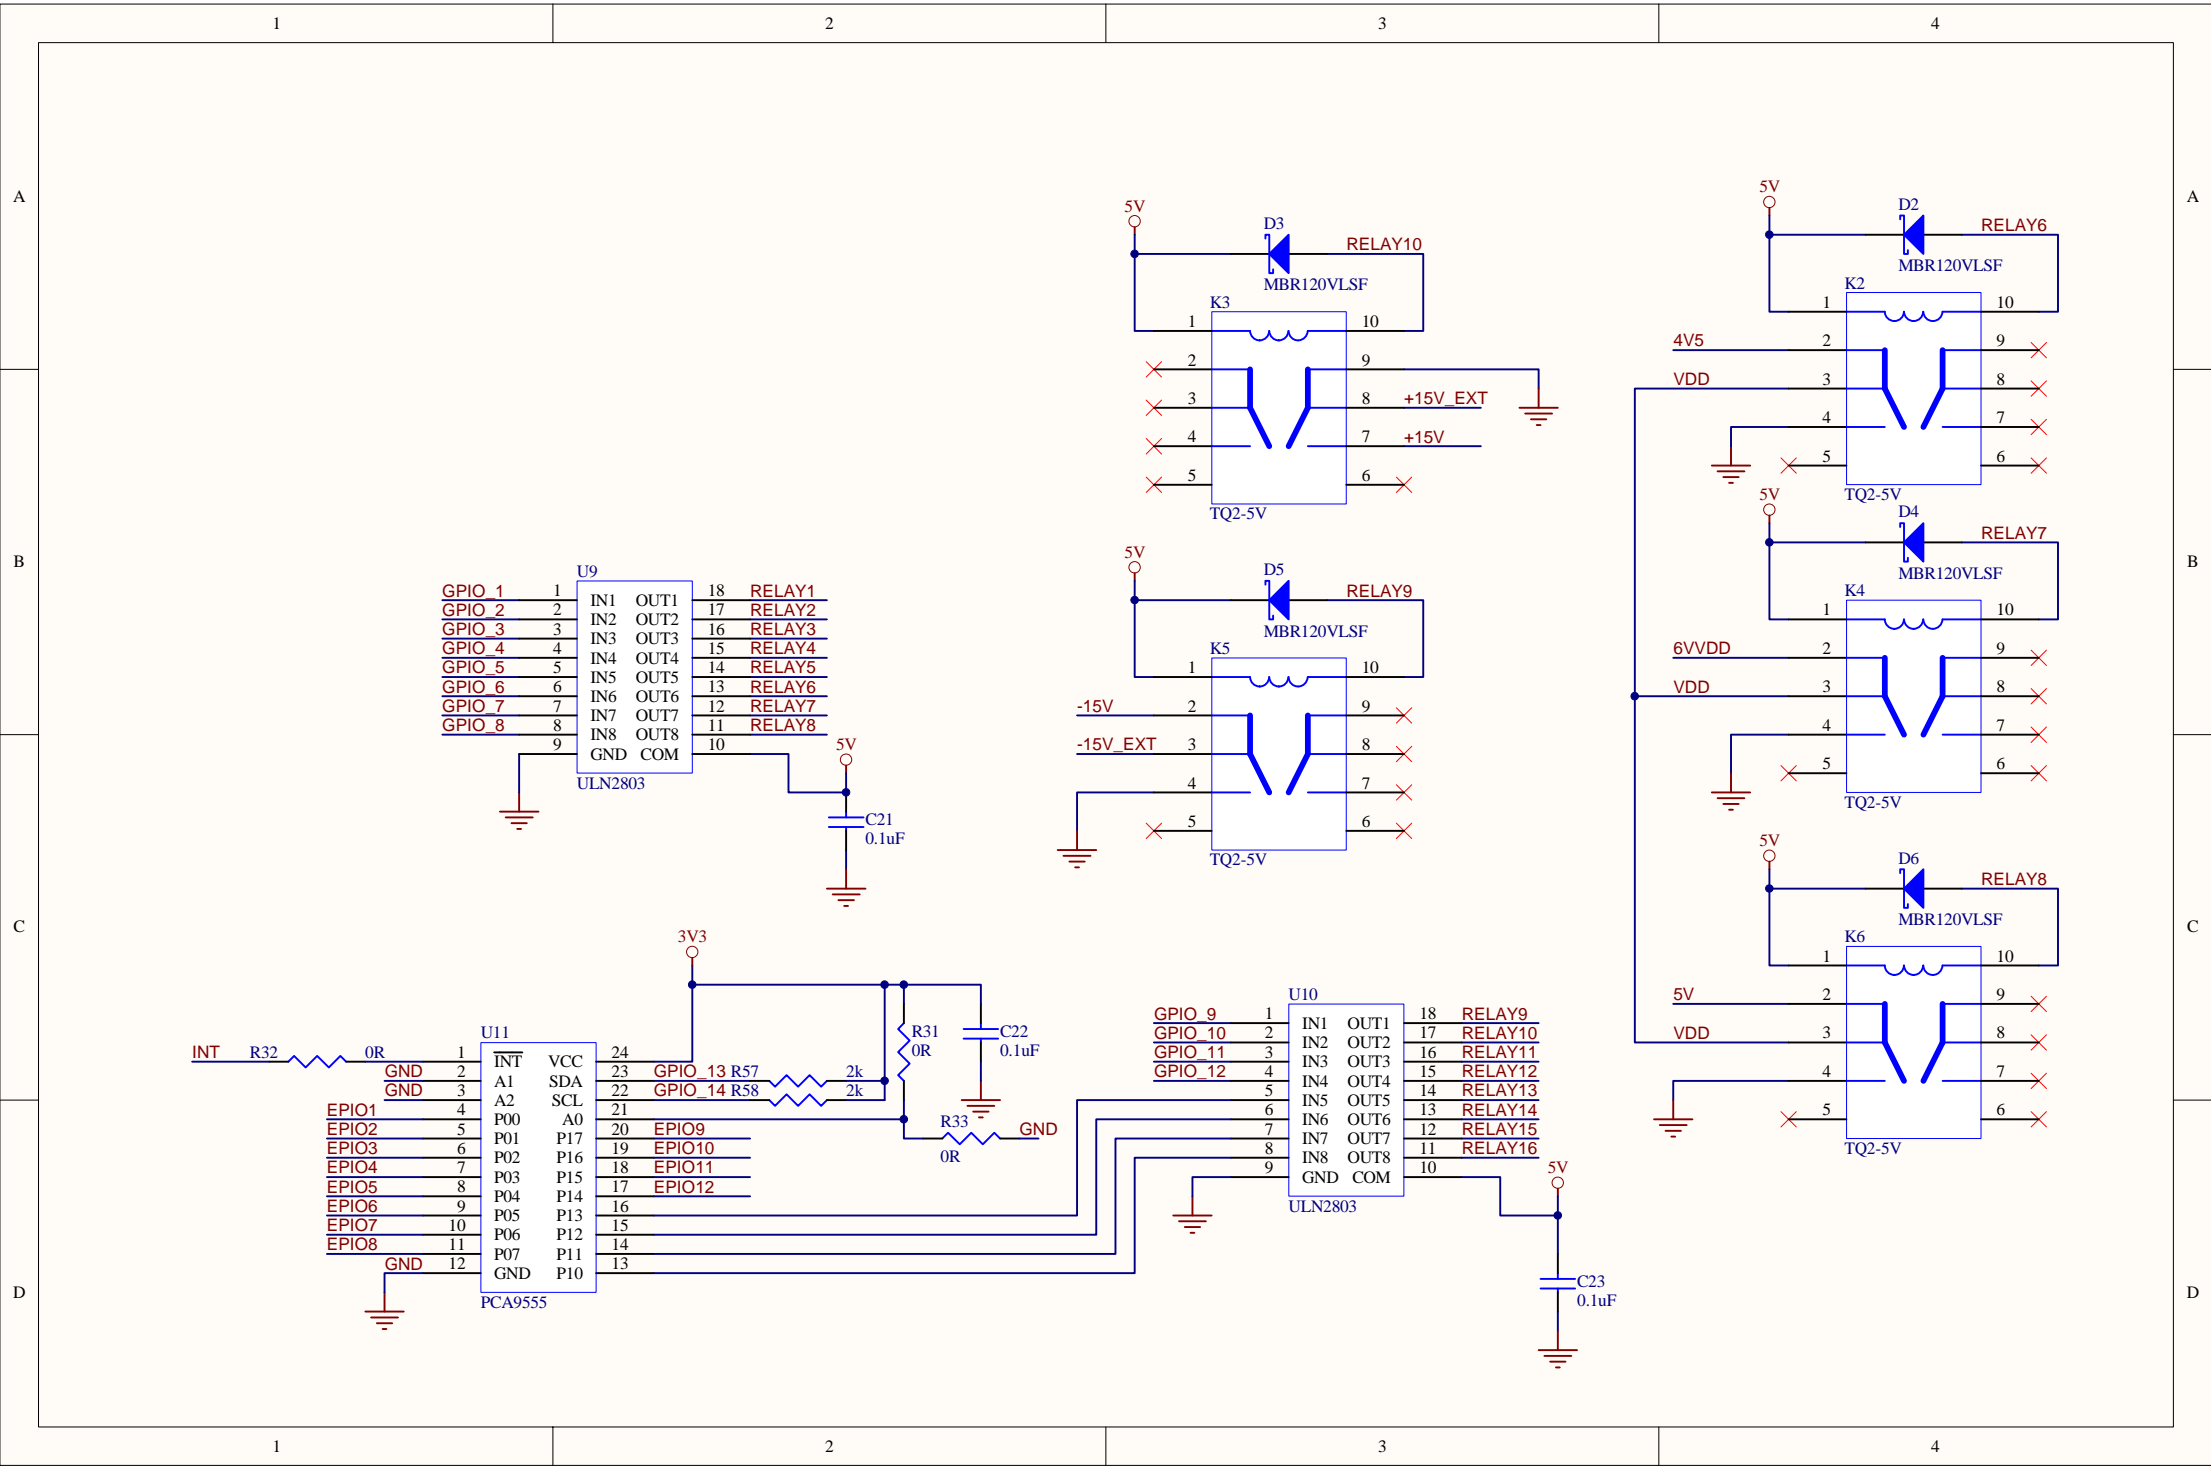 1 2 3 4
A A
B B
C C
D D
1 2 3 4
5V
D3
RELAY10
MBR120VLSF
K3
1 10
2 9
3 8 +15V_EXT
4 7 +15V
5 6
TQ2-5V
5V
D2
RELAY6
MBR120VLSF
K2
1 10
4V5 2 9
VDD 3 8
4 7
5 6
TQ2-5V
5V
D4
RELAY7
MBR120VLSF
K4
1 10
6VVDD 2 9
VDD 3 8
4 7
5 6
TQ2-5V
5V
D5
RELAY9
MBR120VLSF
K5
1 10
-15V 2 9
-15V_EXT 3 8
4 7
5 6
TQ2-5V
5V
D6
RELAY8
MBR120VLSF
K6
1 10
5V 2 9
VDD 3 8
4 7
5 6
TQ2-5V
U9
GPIO_1 1 IN1 OUT1 18 RELAY1
GPIO_2 2 IN2 OUT2 17 RELAY2
GPIO_3 3 IN3 OUT3 16 RELAY3
GPIO_4 4 IN4 OUT4 15 RELAY4
GPIO_5 5 IN5 OUT5 14 RELAY5
GPIO_6 6 IN6 OUT6 13 RELAY6
GPIO_7 7 IN7 OUT7 12 RELAY7
GPIO_8 8 IN8 OUT8 11 RELAY8
9 GND COM 10
ULN2803
5V
C21
0.1uF
3V3
U11
INT R32 0R 1 INT VCC 24
GND 2 A1 SDA 23 GPIO_13 R57 2k
GND 3 A2 SCL 22 GPIO_14 R58 2k
EPIO1 4 P00 A0 21
EPIO2 5 P01 P17 20 EPIO9
EPIO3 6 P02 P16 19 EPIO10
EPIO4 7 P03 P15 18 EPIO11
EPIO5 8 P04 P14 17 EPIO12
EPIO6 9 P05 P13 16
EPIO7 10 P06 P12 15
EPIO8 11 P07 P11 14
GND 12 GND P10 13
PCA9555
R31
0R
C22
0.1uF
R33 GND
0R
U10
GPIO_9 1 IN1 OUT1 18 RELAY9
GPIO_10 2 IN2 OUT2 17 RELAY10
GPIO_11 3 IN3 OUT3 16 RELAY11
GPIO_12 4 IN4 OUT4 15 RELAY12
5 IN5 OUT5 14 RELAY13
6 IN6 OUT6 13 RELAY14
7 IN7 OUT7 12 RELAY15
8 IN8 OUT8 11 RELAY16
9 GND COM 10
ULN2803
5V
C23
0.1uF